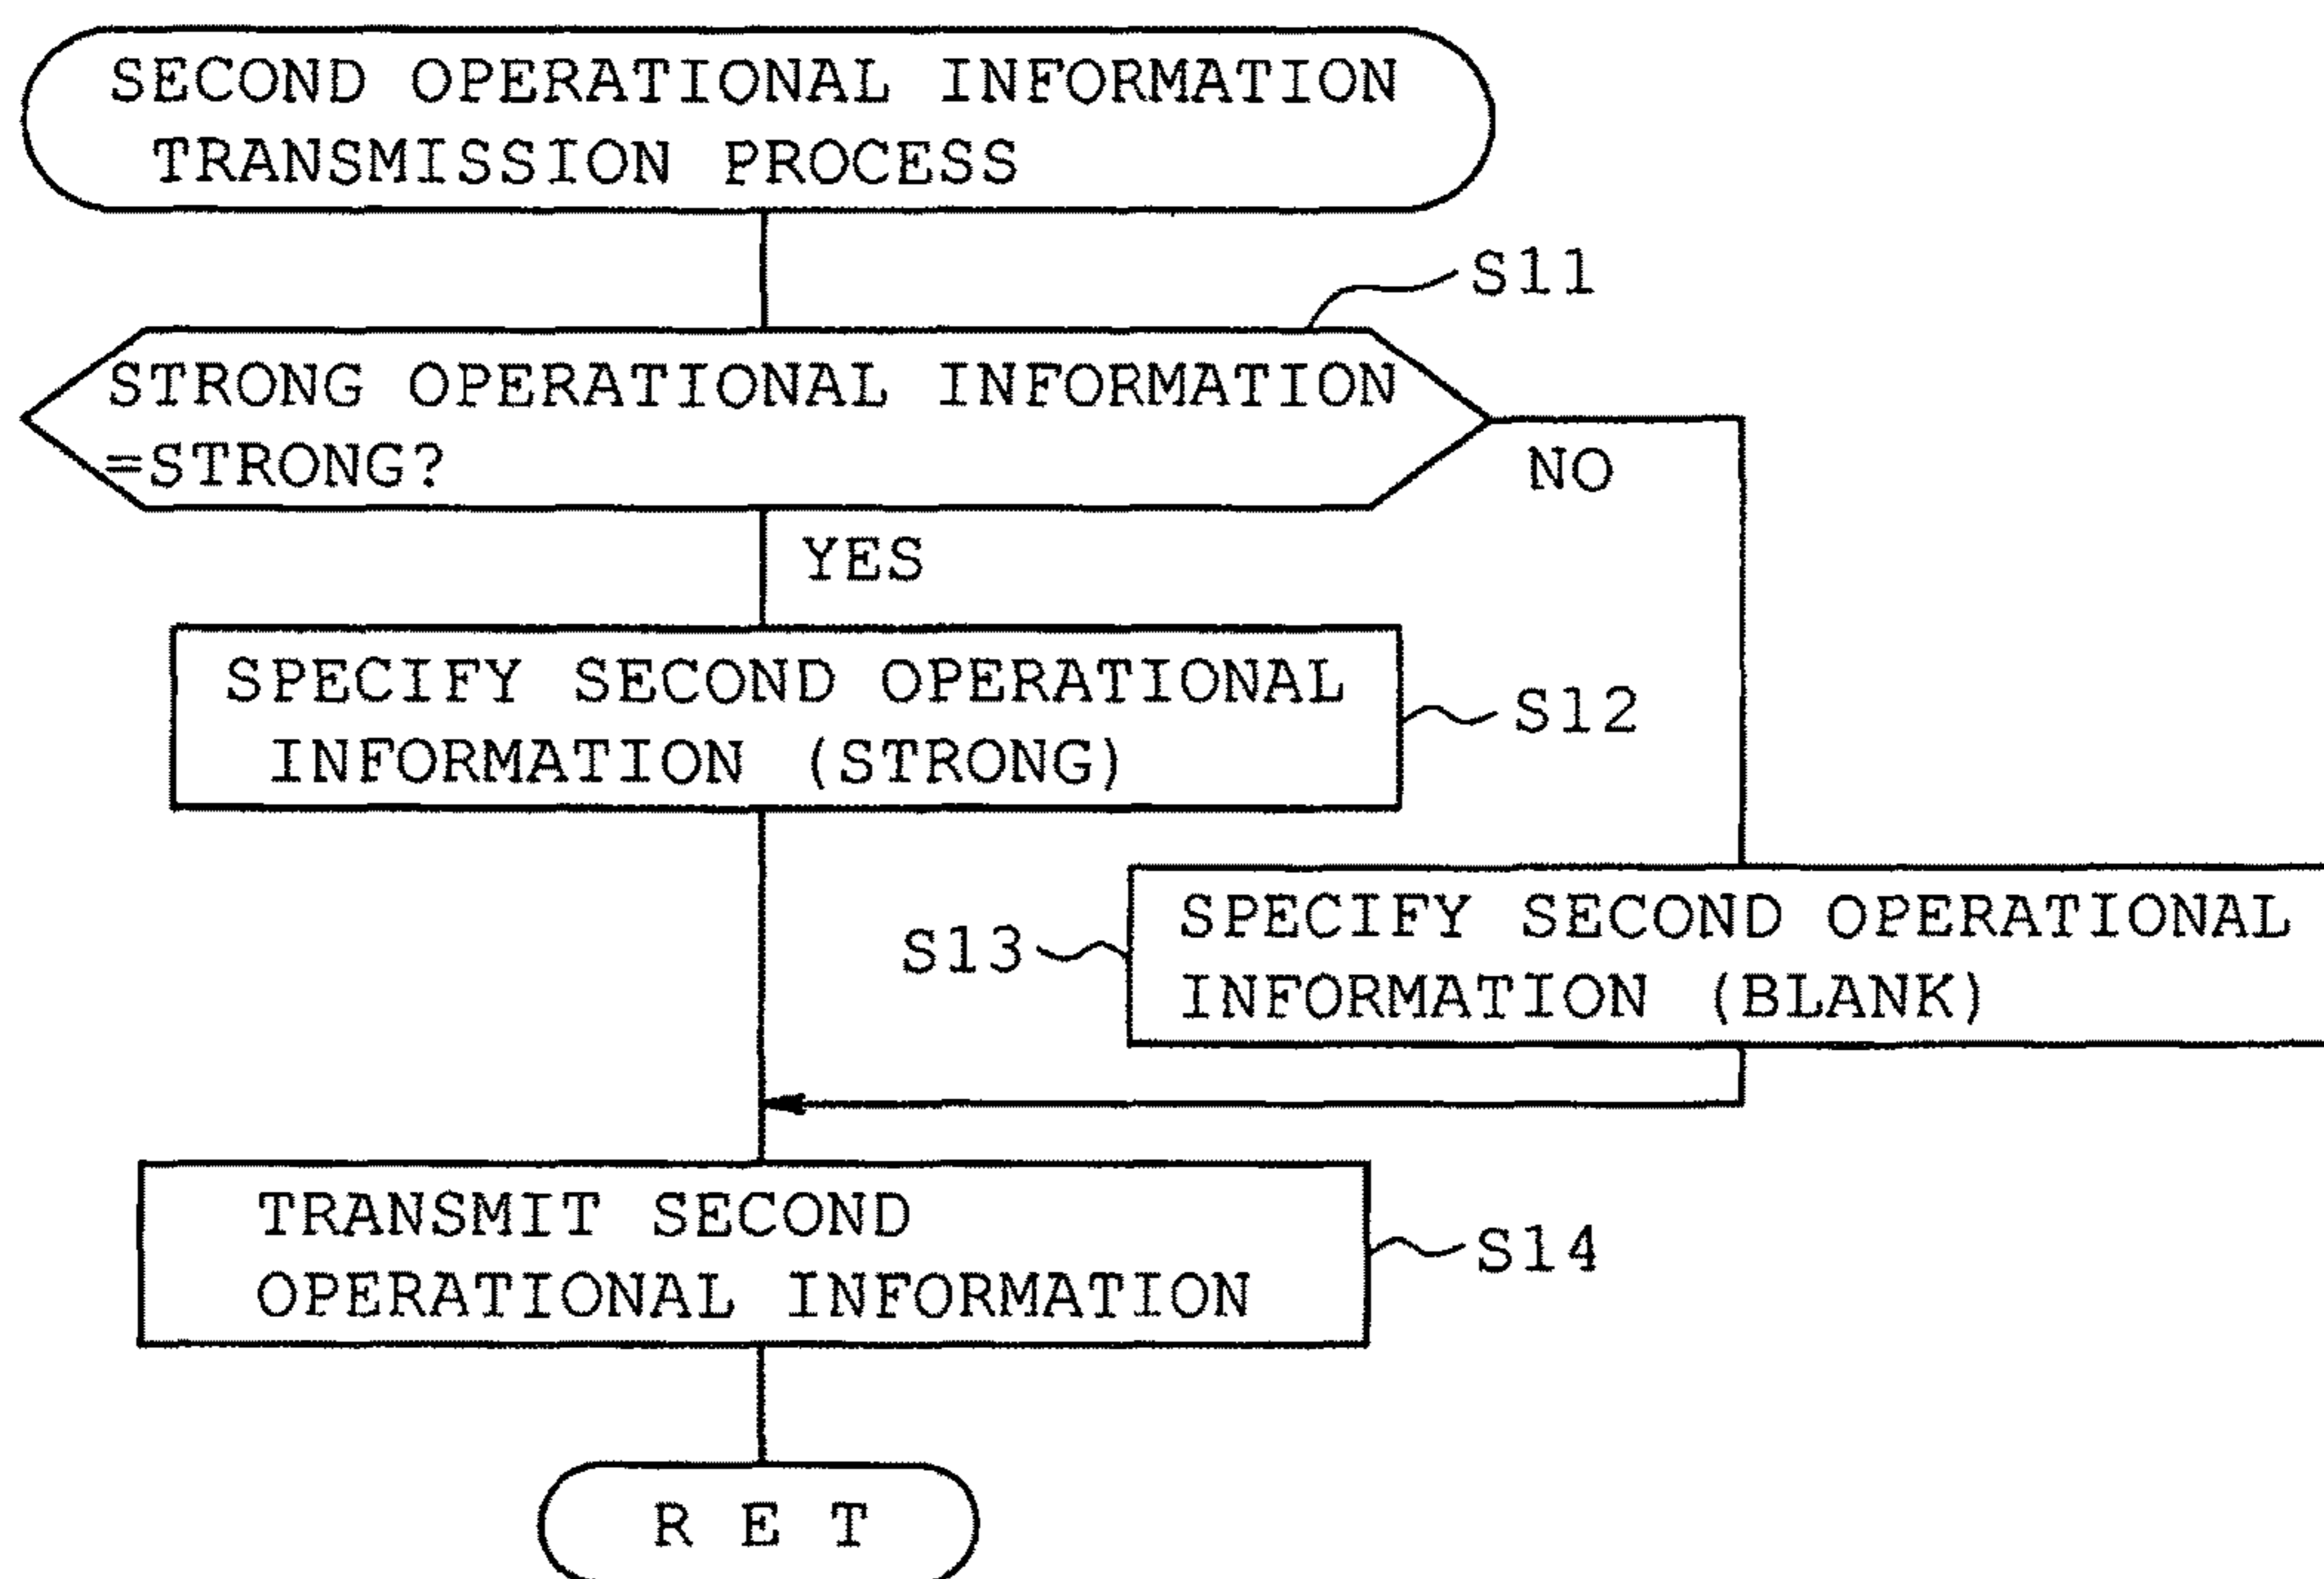 SECOND OPERATIONAL INFORMATION
TRANSMISSION PROCESS
S11
STRONG OPERATIONAL INFORMATION
=STRONG?
NO
YES
SPECIFY SECOND OPERATIONAL
INFORMATION (STRONG)
S12
S13
SPECIFY SECOND OPERATIONAL
INFORMATION (BLANK)
TRANSMIT SECOND
OPERATIONAL INFORMATION
S14
R E T